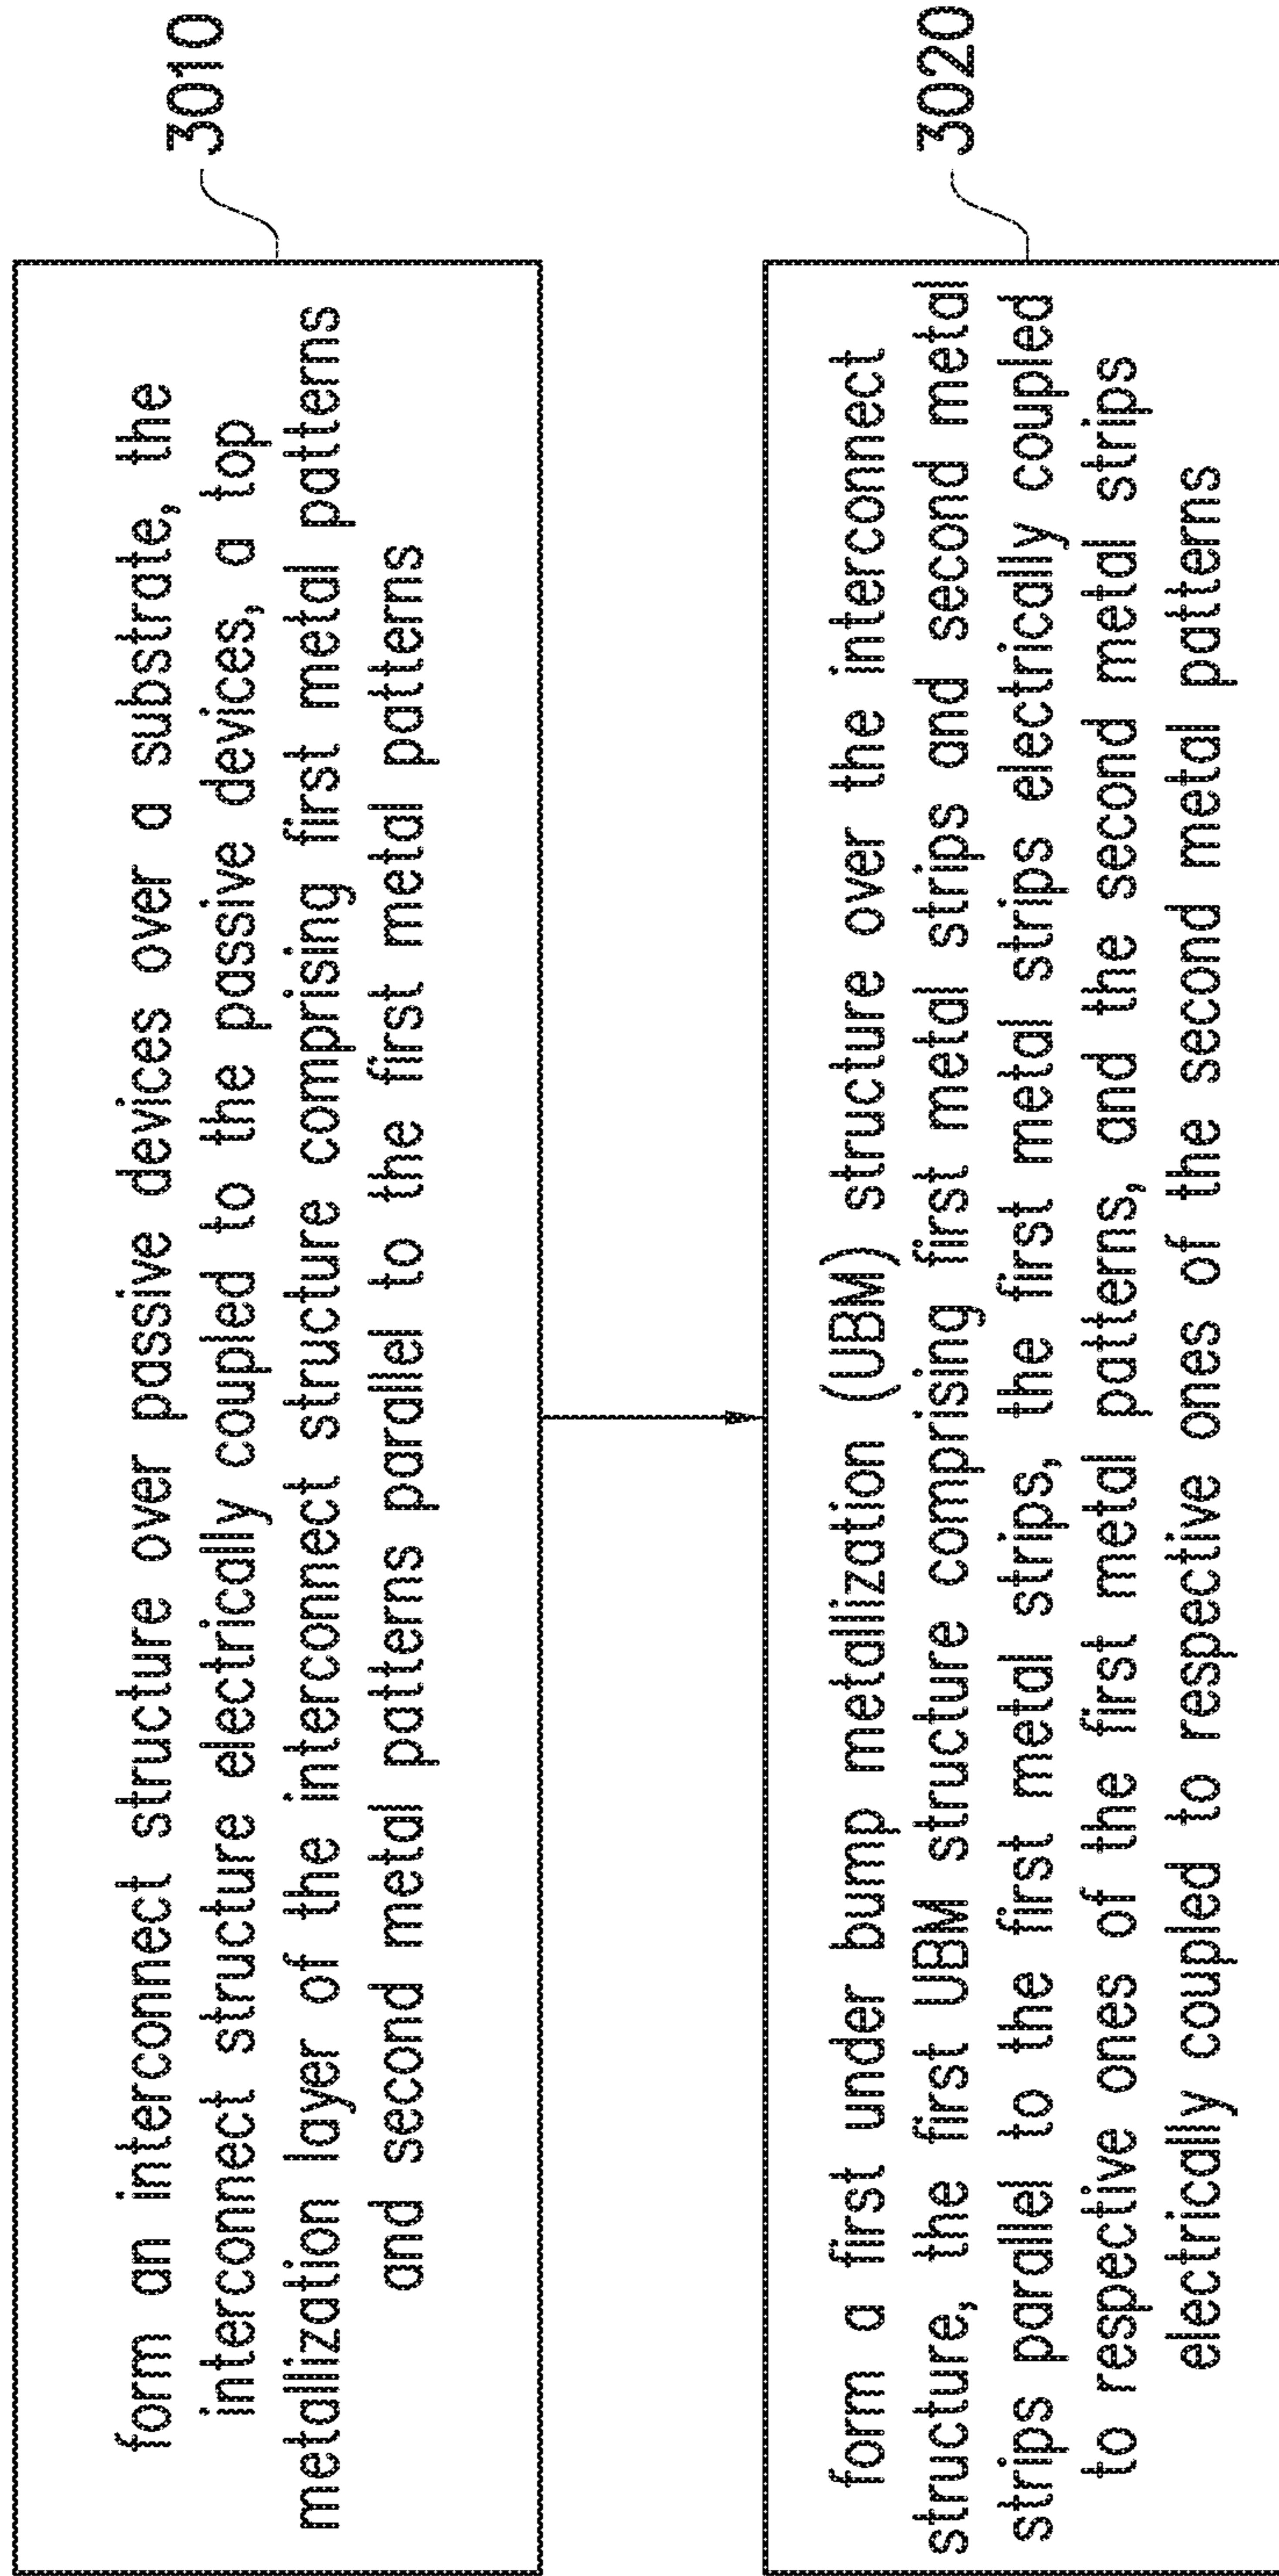 form an interconnect structure over passive devices over a substrate, the
interconnect structure electrically coupled to the passive devices, a top
metallization layer of the interconnect structure comprising first metal patterns
and second metal patterns parallel to the first metal patterns
3010
form a first under bump metallization (UBM) structure over the interconnect
structure, the first UBM structure comprising first metal strips and second metal
strips parallel to the first metal strips, the first metal strips electrically coupled
to respective ones of the first metal patterns, and the second metal strips
electrically coupled to respective ones of the second metal patterns
3020